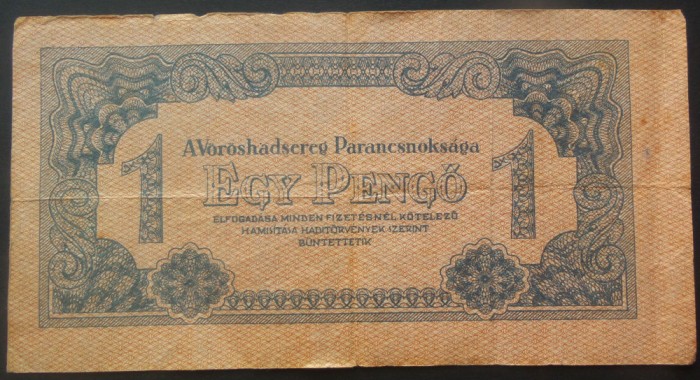 A Vöröshadsereg Parancsnoksága
1 EGY PENGŐ 1
ELFOGADÁSA MINDEN FIZETÉSNÉL KÖTELEZŐ
HAMISÍTÁSA HADITÖRVÉNYEK SZERINT
BÜNTETTETIK